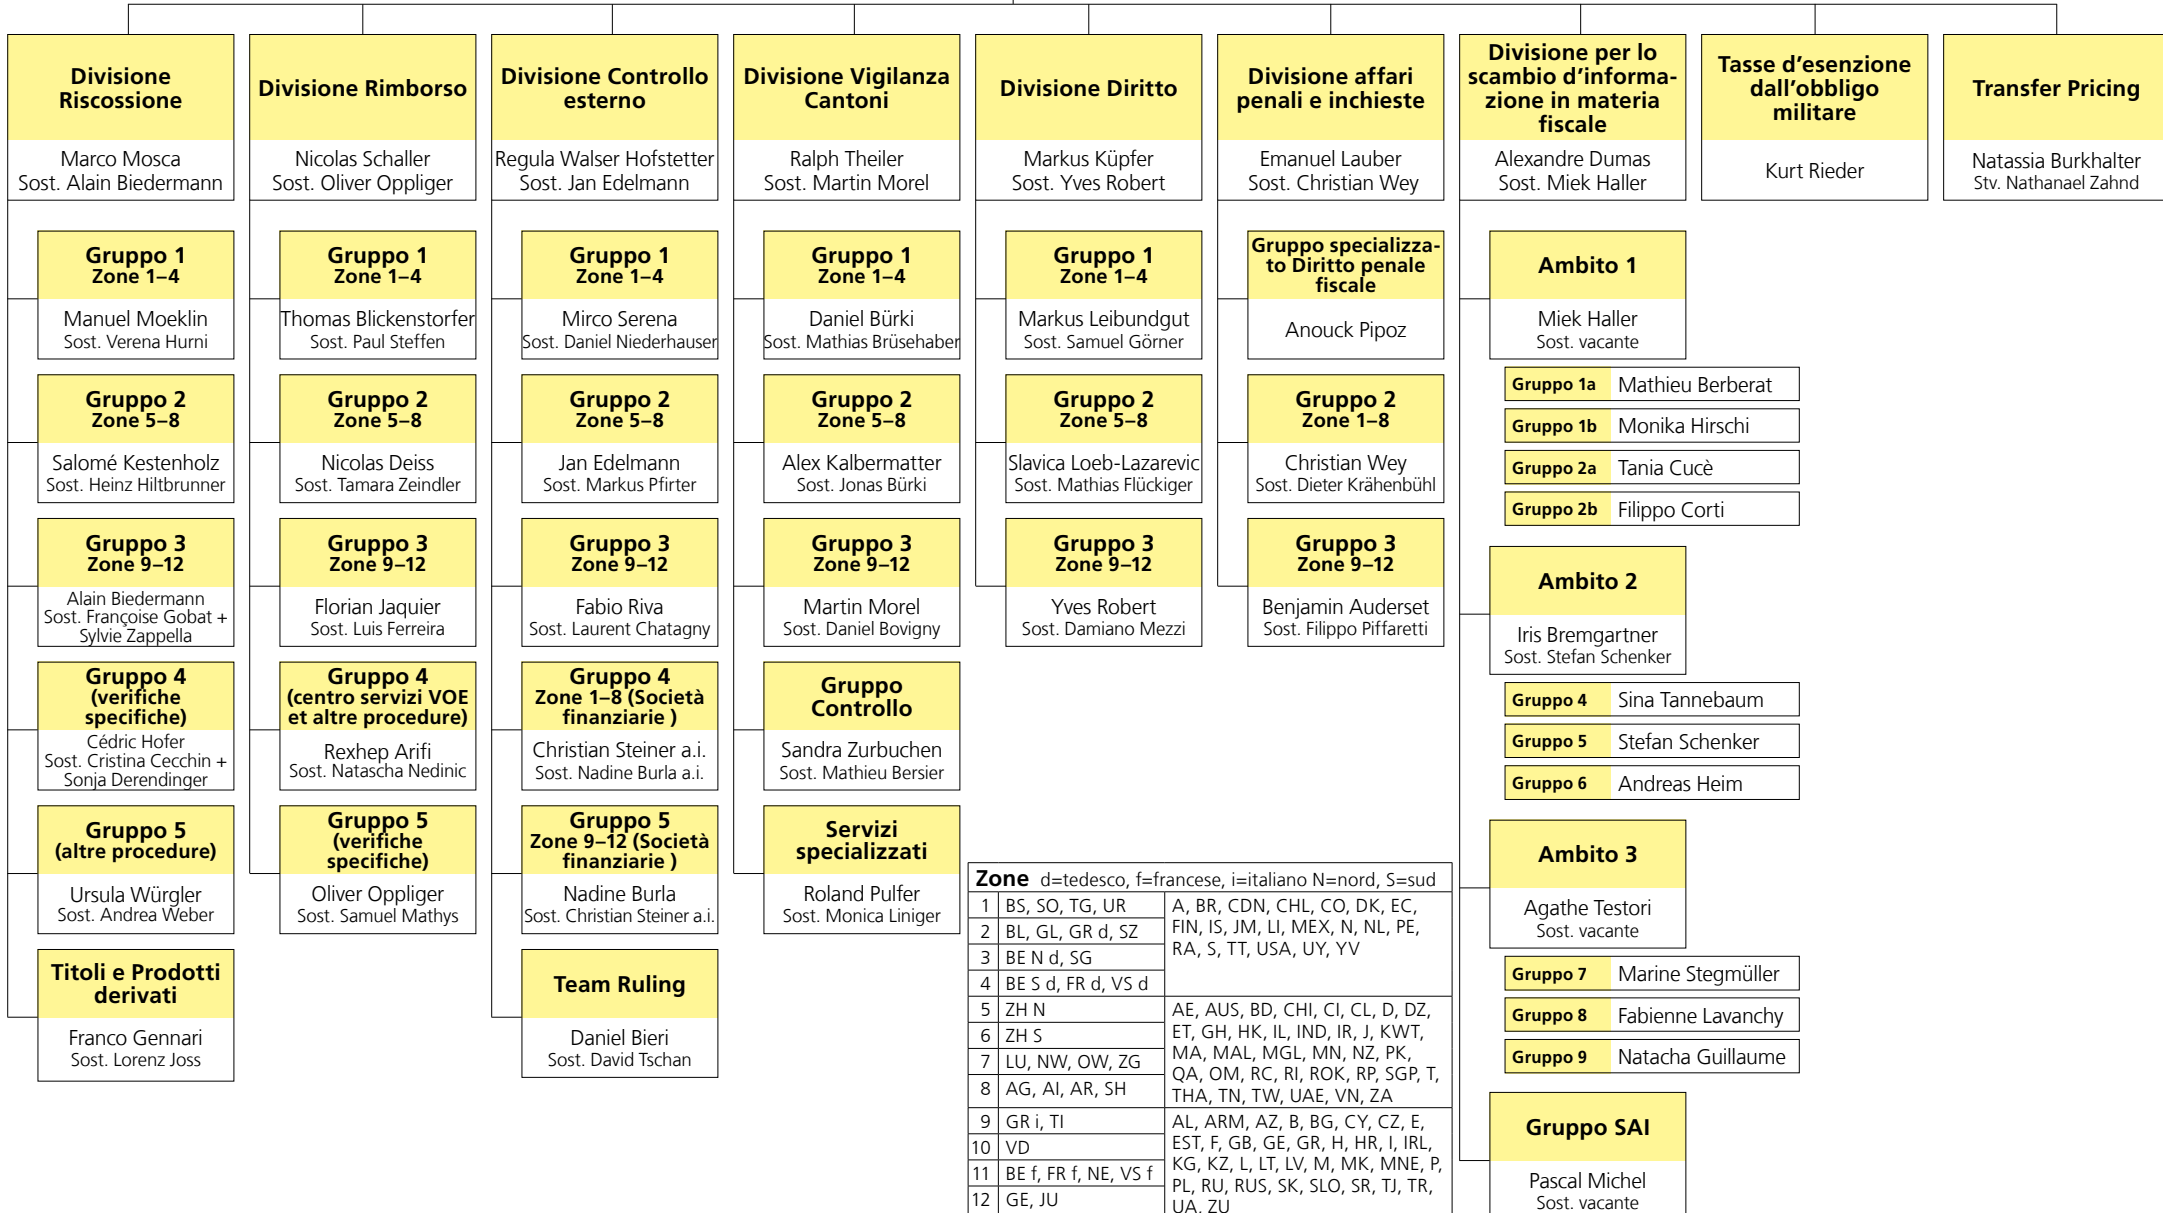 Divisione
Riscossione
Marco Mosca
Sost. Alain Biedermann
Gruppo 1
Zone 1–4
Manuel Moeklin
Sost. Verena Hurni
Gruppo 2
Zone 5–8
Salomé Kestenholz
Sost. Heinz Hiltbrunner
Gruppo 3
Zone 9–12
Alain Biedermann
Sost. Françoise Gobat +
Sylvie Zappella
Gruppo 4
(verifiche
specifiche)
Cédric Hofer
Sost. Cristina Cecchin +
Sonja Derendinger
Gruppo 5
(altre procedure)
Ursula Würgler
Sost. Andrea Weber
Titoli e Prodotti
derivati
Franco Gennari
Sost. Lorenz Joss
Divisione Rimborso
Nicolas Schaller
Sost. Oliver Oppliger
Gruppo 1
Zone 1–4
Thomas Blickenstorfer
Sost. Paul Steffen
Gruppo 2
Zone 5–8
Nicolas Deiss
Sost. Tamara Zeindler
Gruppo 3
Zone 9–12
Florian Jaquier
Sost. Luis Ferreira
Gruppo 4
(centro servizi VOE
et altre procedure)
Rexhep Arifi
Sost. Natascha Nedinic
Gruppo 5
(verifiche
specifiche)
Oliver Oppliger
Sost. Samuel Mathys
Divisione Controllo
esterno
Regula Walser Hofstetter
Sost. Jan Edelmann
Gruppo 1
Zone 1–4
Mirco Serena
Sost. Daniel Niederhauser
Gruppo 2
Zone 5–8
Jan Edelmann
Sost. Markus Pfirter
Gruppo 3
Zone 9–12
Fabio Riva
Sost. Laurent Chatagny
Gruppo 4
Zone 1–8 (Società
finanziarie )
Christian Steiner a.i.
Sost. Nadine Burla a.i.
Gruppo 5
Zone 9–12 (Società
finanziarie )
Nadine Burla
Sost. Christian Steiner a.i.
Team Ruling
Daniel Bieri
Sost. David Tschan
Divisione Vigilanza
Cantoni
Ralph Theiler
Sost. Martin Morel
Gruppo 1
Zone 1–4
Daniel Bürki
Sost. Mathias Brüsehaber
Gruppo 2
Zone 5–8
Alex Kalbermatter
Sost. Jonas Bürki
Gruppo 3
Zone 9–12
Martin Morel
Sost. Daniel Bovigny
Gruppo
Controllo
Sandra Zurbuchen
Sost. Mathieu Bersier
Servizi
specializzati
Roland Pulfer
Sost. Monica Liniger
Divisione Diritto
Markus Küpfer
Sost. Yves Robert
Gruppo 1
Zone 1–4
Markus Leibundgut
Sost. Samuel Görner
Gruppo 2
Zone 5–8
Slavica Loeb-Lazarevic
Sost. Mathias Flückiger
Gruppo 3
Zone 9–12
Yves Robert
Sost. Damiano Mezzi
Divisione affari
penali e inchieste
Emanuel Lauber
Sost. Christian Wey
Gruppo specializza-
to Diritto penale
fiscale
Anouck Pipoz
Gruppo 2
Zone 1–8
Christian Wey
Sost. Dieter Krähenbühl
Gruppo 3
Zone 9–12
Benjamin Auderset
Sost. Filippo Piffaretti
Divisione per lo
scambio d'informa-
zione in materia
fiscale
Alexandre Dumas
Sost. Miek Haller
Ambito 1
Miek Haller
Sost. vacante
Gruppo 1a Mathieu Berberat
Gruppo 1b Monika Hirschi
Gruppo 2a Tania Cucè
Gruppo 2b Filippo Corti
Ambito 2
Iris Bremgartner
Sost. Stefan Schenker
Gruppo 4 Sina Tannebaum
Gruppo 5 Stefan Schenker
Gruppo 6 Andreas Heim
Ambito 3
Agathe Testori
Sost. vacante
Gruppo 7 Marine Stegmüller
Gruppo 8 Fabienne Lavanchy
Gruppo 9 Natacha Guillaume
Gruppo SAI
Pascal Michel
Sost. vacante
Tasse d'esenzione
dall'obbligo
militare
Kurt Rieder
Transfer Pricing
Natassia Burkhalter
Stv. Nathanael Zahnd
Zone d=tedesco, f=francese, i=italiano N=nord, S=sud
1 BS, SO, TG, UR
2 BL, GL, GR d, SZ
3 BE N d, SG
4 BE S d, FR d, VS d
A, BR, CDN, CHL, CO, DK, EC,
FIN, IS, JM, LI, MEX, N, NL, PE,
RA, S, TT, USA, UY, YV
5 ZH N
6 ZH S
7 LU, NW, OW, ZG
8 AG, AI, AR, SH
AE, AUS, BD, CHI, CI, CL, D, DZ,
ET, GH, HK, IL, IND, IR, J, KWT,
MA, MAL, MGL, MN, NZ, PK,
QA, OM, RC, RI, ROK, RP, SGP, T,
THA, TN, TW, UAE, VN, ZA
9 GR i, TI
10 VD
11 BE f, FR f, NE, VS f
12 GE, JU
AL, ARM, AZ, B, BG, CY, CZ, E,
EST, F, GB, GE, GR, H, HR, I, IRL,
KG, KZ, L, LT, LV, M, MK, MNE, P,
PL, RU, RUS, SK, SLO, SR, TJ, TR,
UA, ZU